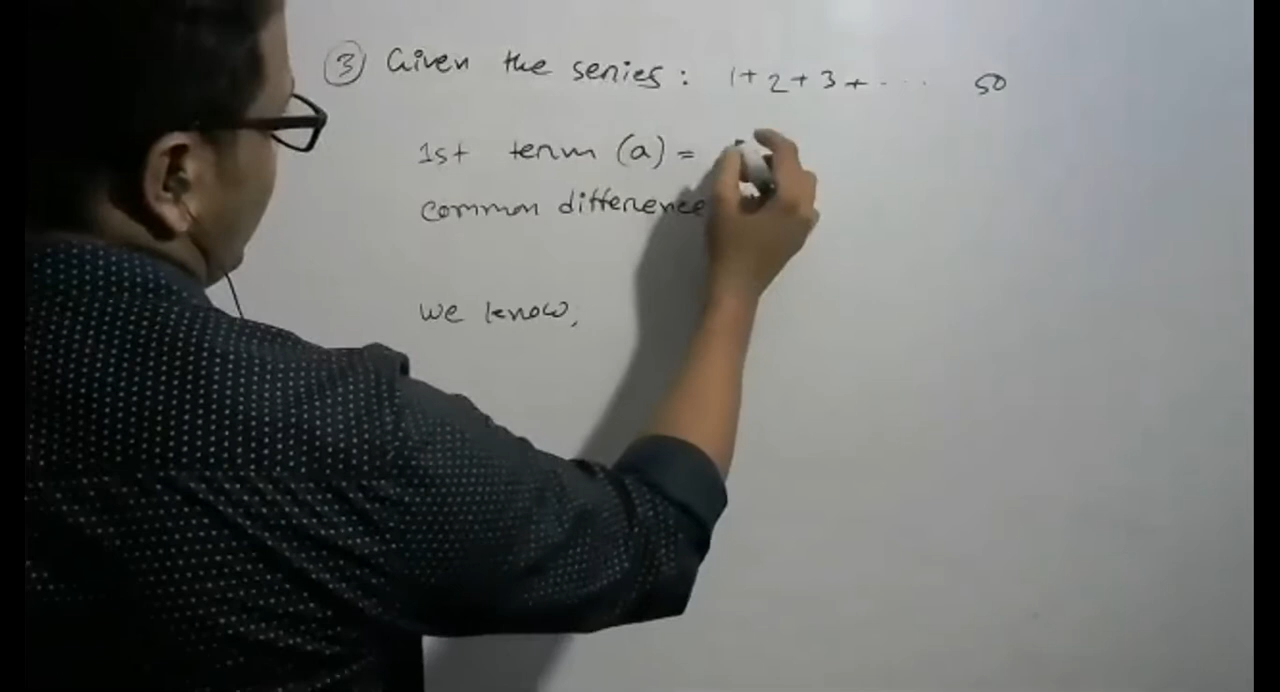 ③ Given the series: 1+2+3+..... 50
1st term (a) =
common difference
we know,